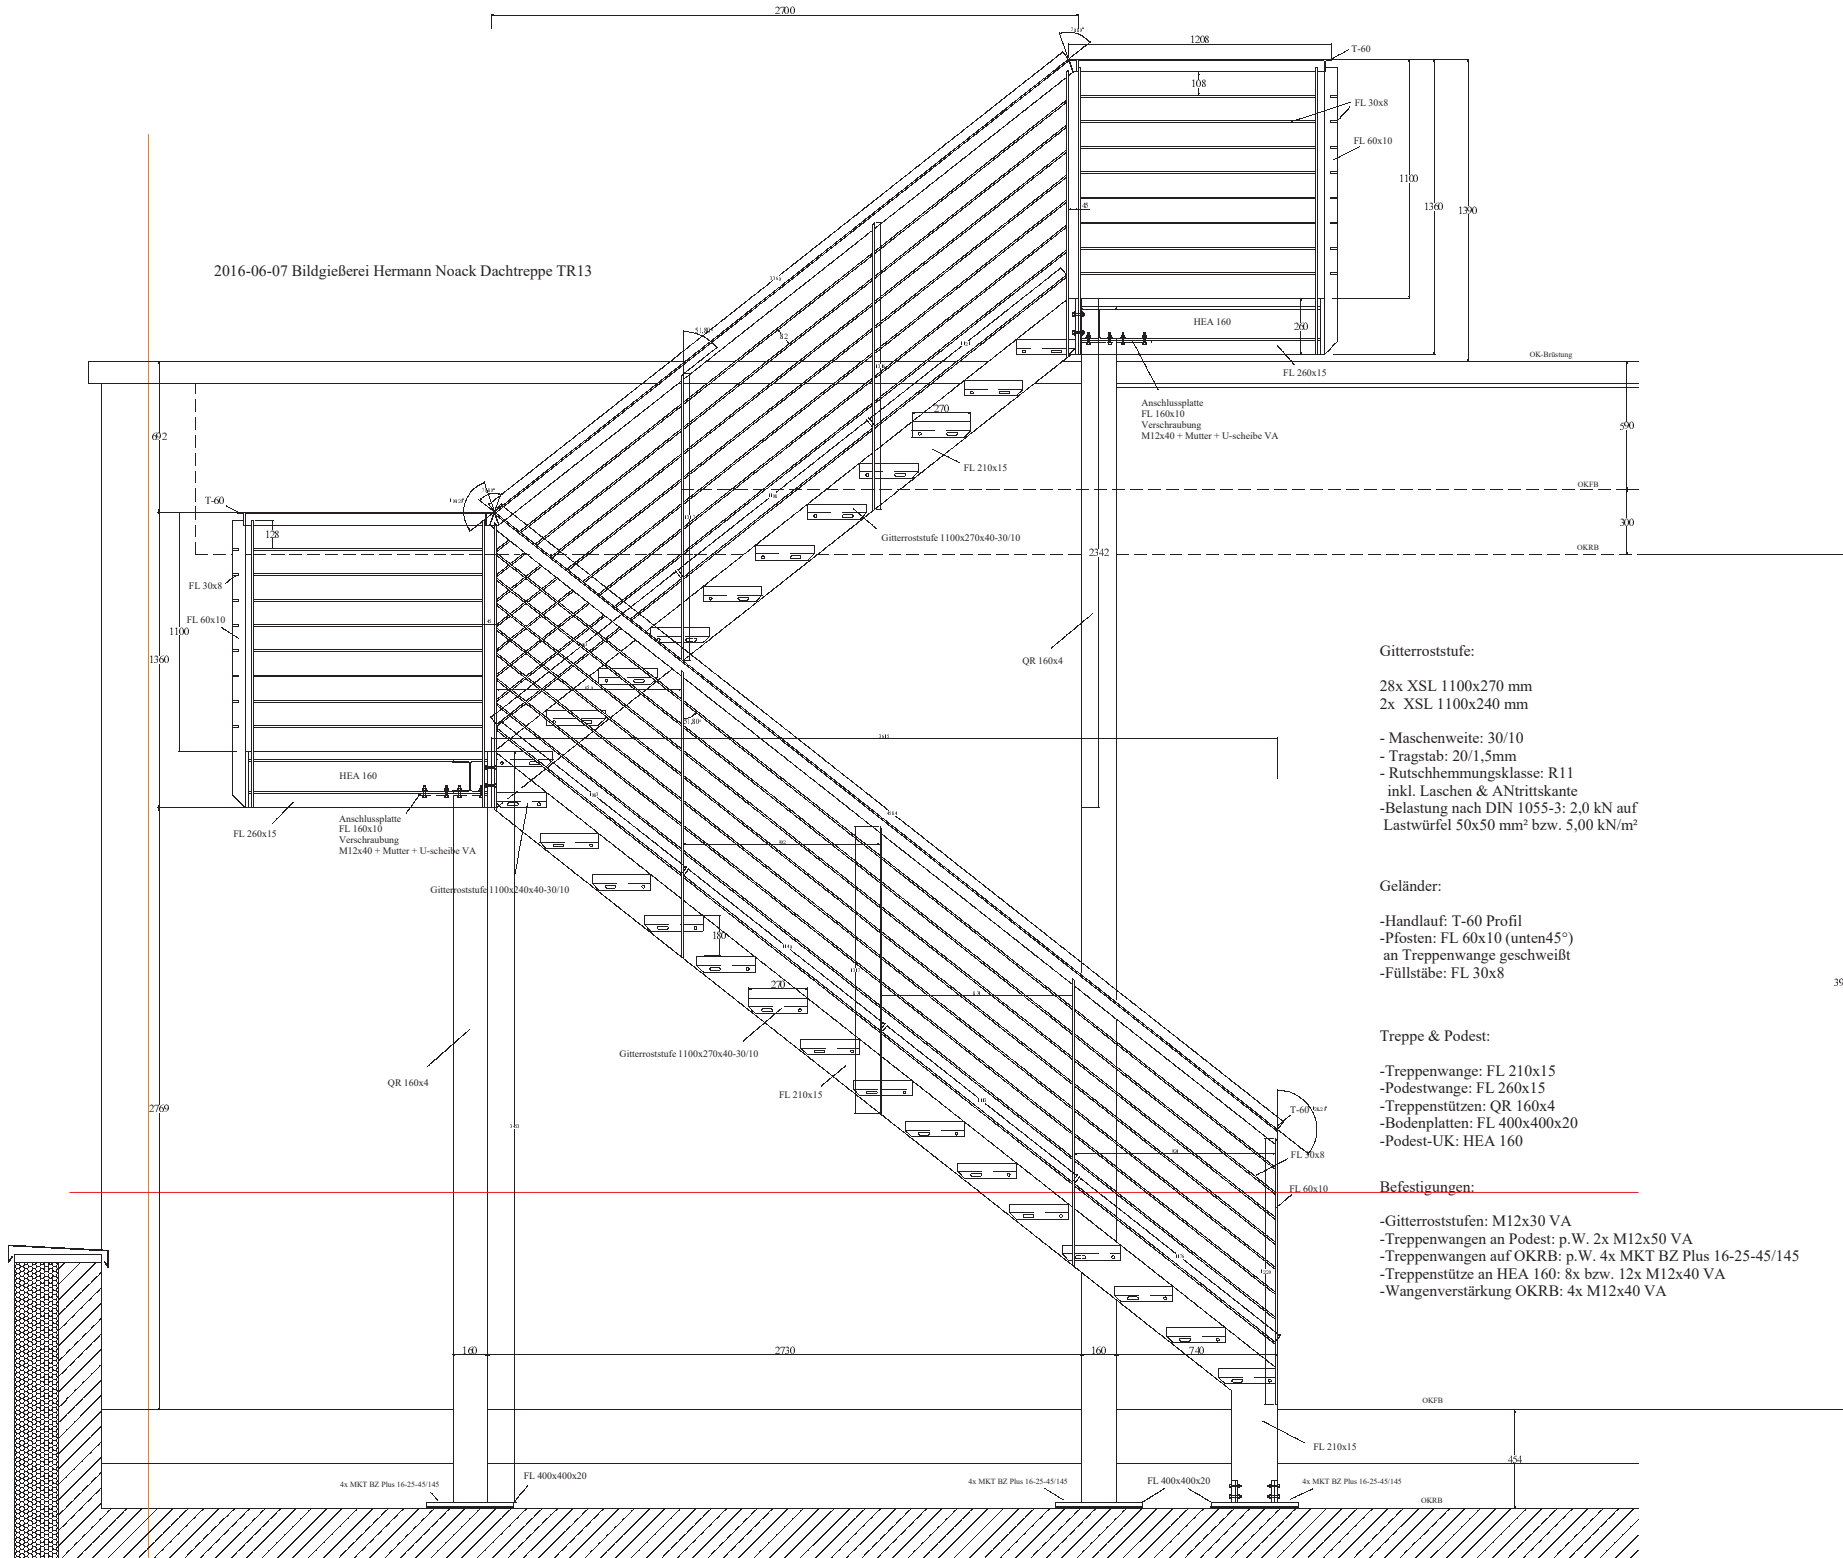 2700
1208
T-60
108
FL 30x8
FL 60x10
1100
1360
1390
45
2016-06-07 Bildgießerei Hermann Noack Dachtreppe TR13
51,80°
82
HEA 160
260
OK-Brüstung
FL 260x15
Anschlussplatte
FL 160x10
Verschraubung
M12x40 + Mutter + U-scheibe VA
270
692
590
FL 210x15
OKFB
T-60
128
Gitterroststufe 1100x270x40-30/10
300
OKRB
2342
FL 30x8
FL 60x10
1100
1360
QR 160x4
Gitterroststufe:
28x XSL 1100x270 mm
2x XSL 1100x240 mm
- Maschenweite: 30/10
- Tragstab: 20/1,5mm
- Rutschhemmungsklasse: R11
inkl. Laschen & ANtrittskante
-Belastung nach DIN 1055-3: 2,0 kN auf
Lastwürfel 50x50 mm² bzw. 5,00 kN/m²
51,80°
HEA 160
FL 260x15
Anschlussplatte
FL 160x10
Verschraubung
M12x40 + Mutter + U-scheibe VA
Gitterroststufe 1100x240x40-30/10
Geländer:
-Handlauf: T-60 Profil
-Pfosten: FL 60x10 (unten45°)
an Treppenwange geschweißt
-Füllstäbe: FL 30x8
180
270
39
Gitterroststufe 1100x270x40-30/10
QR 160x4
FL 210x15
2769
Treppe & Podest:
-Treppenwange: FL 210x15
-Podestwange: FL 260x15
-Treppenstützen: QR 160x4
-Bodenplatten: FL 400x400x20
-Podest-UK: HEA 160
T-60
FL 30x8
FL 60x10
Befestigungen:
-Gitterroststufen: M12x30 VA
-Treppenwangen an Podest: p.W. 2x M12x50 VA
-Treppenwangen auf OKRB: p.W. 4x MKT BZ Plus 16-25-45/145
-Treppenstütze an HEA 160: 8x bzw. 12x M12x40 VA
-Wangenverstärkung OKRB: 4x M12x40 VA
160
2730
160
740
OKFB
FL 210x15
454
4x MKT BZ Plus 16-25-45/145
FL 400x400x20
4x MKT BZ Plus 16-25-45/145
FL 400x400x20
4x MKT BZ Plus 16-25-45/145
OKRB